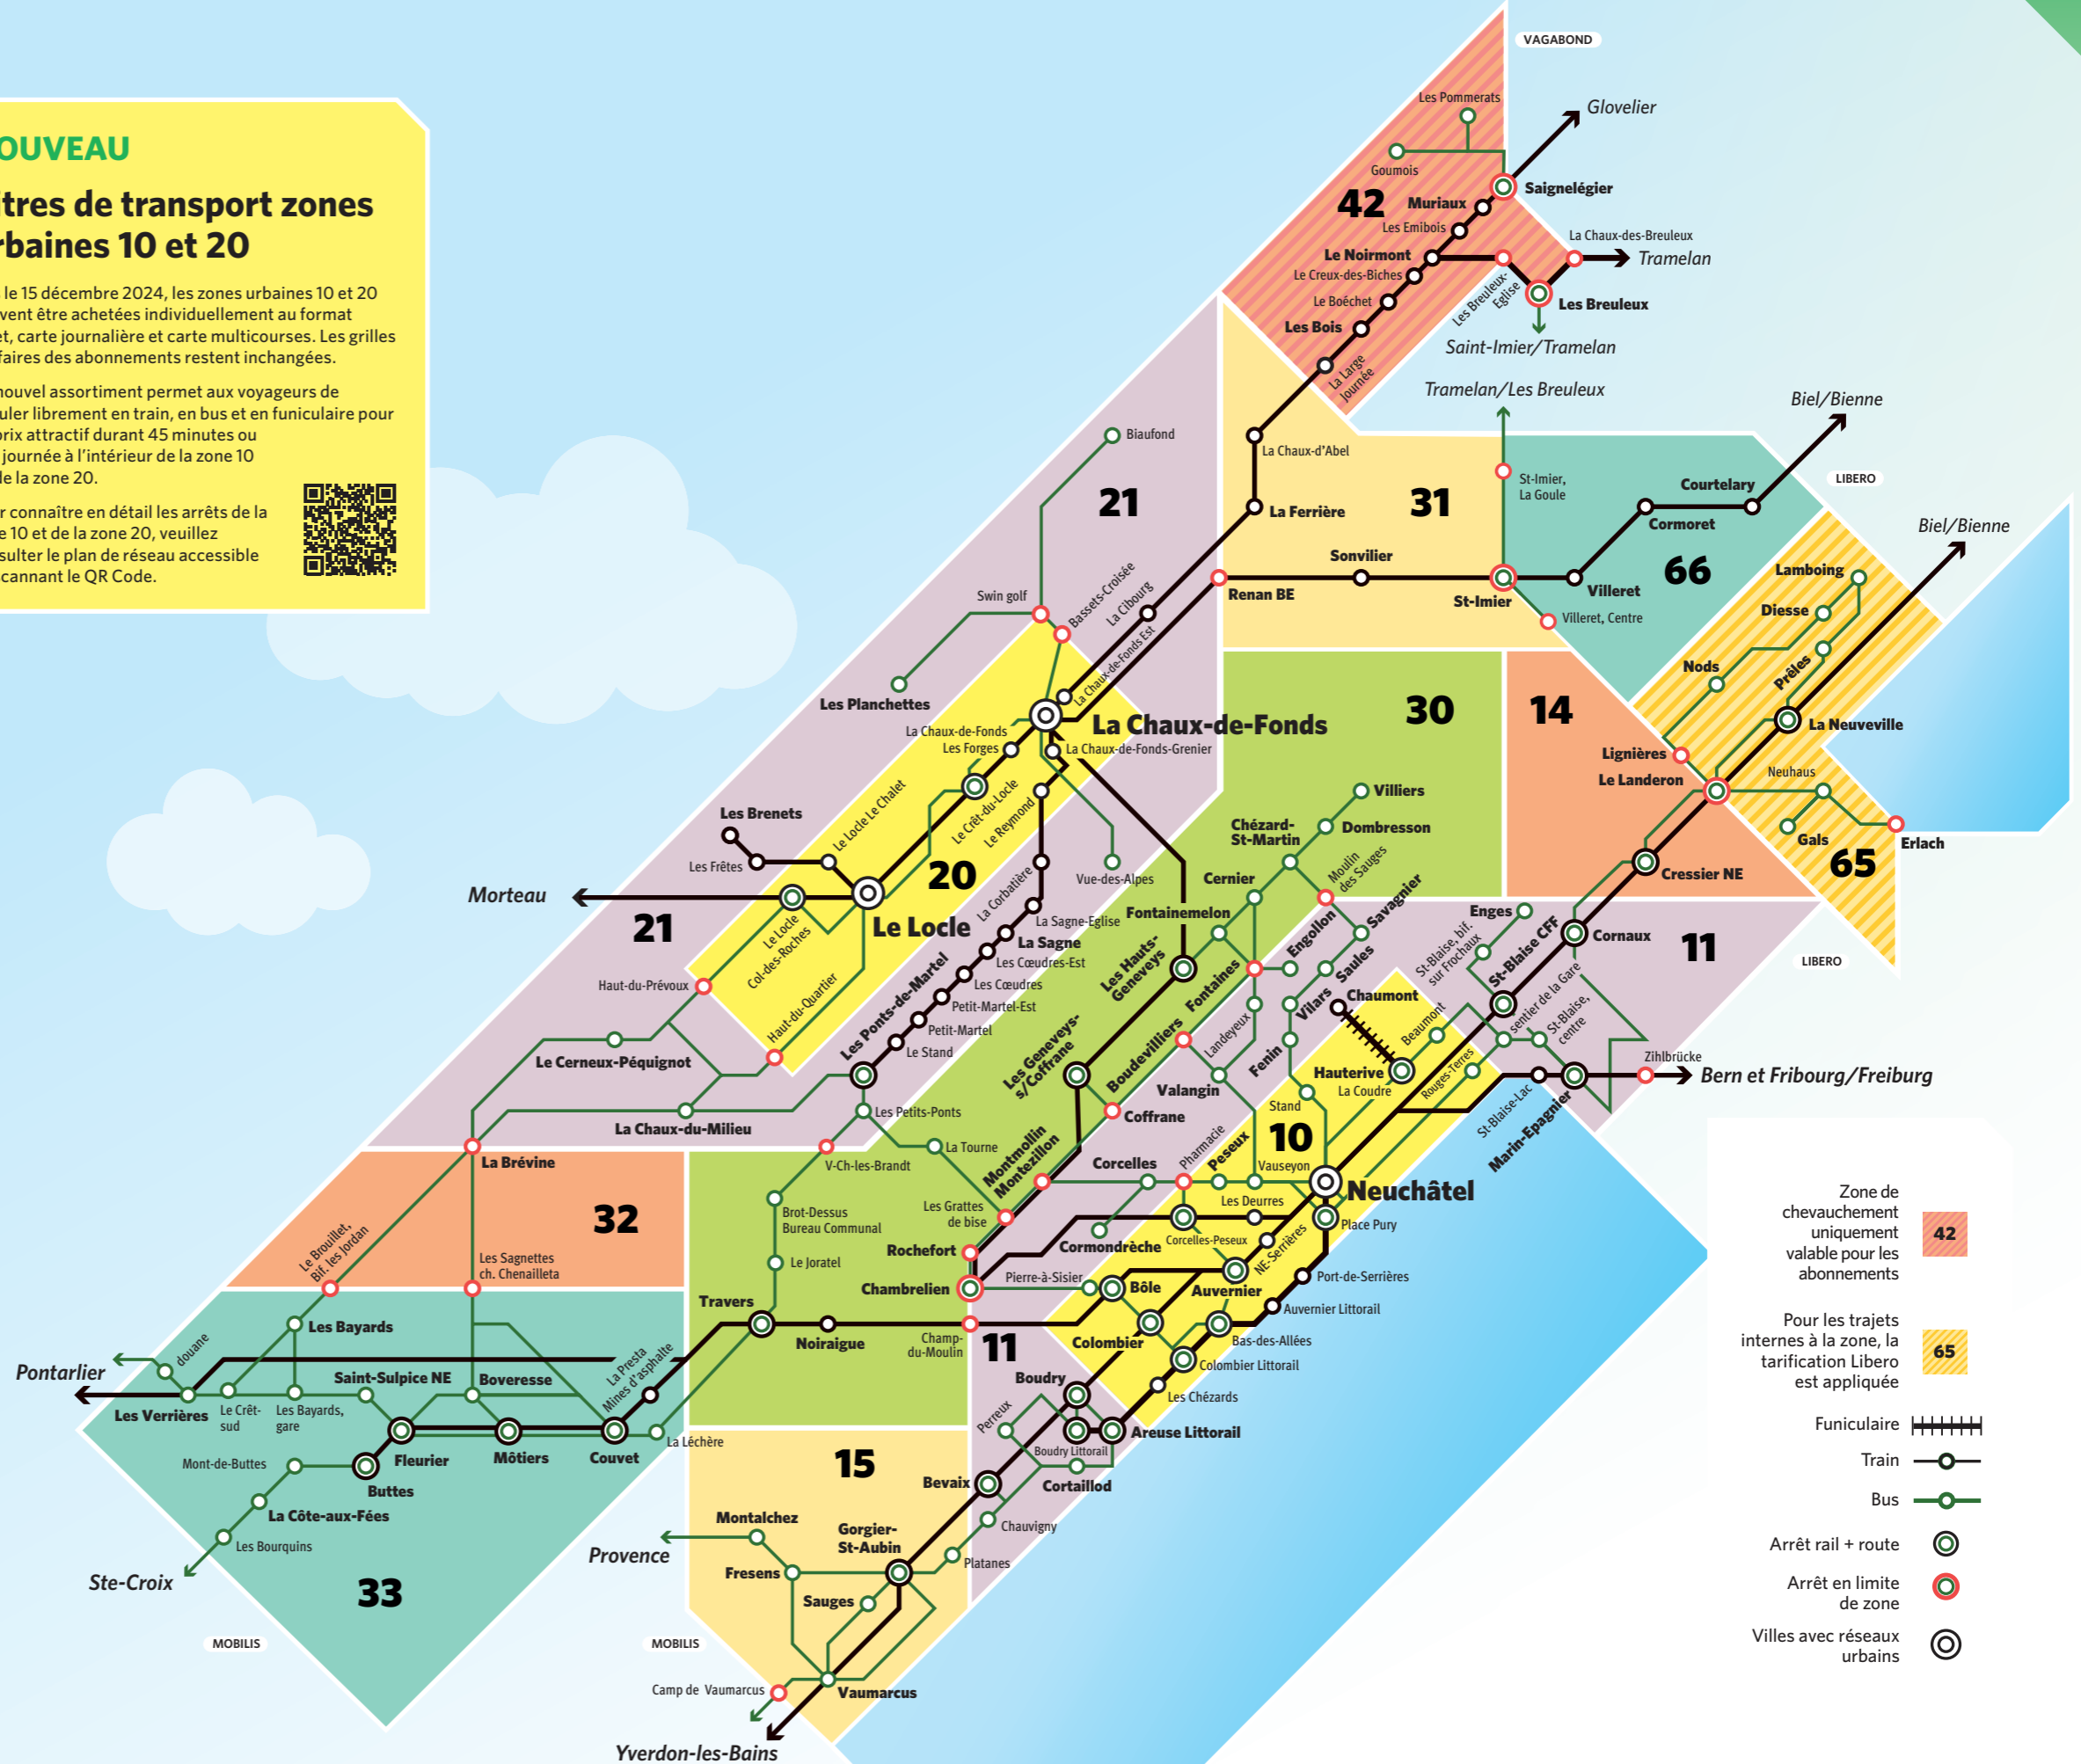 OUVEAU
tres de transport zones
rbaines 10 et 20
le 15 décembre 2024, les zones urbaines 10 et 20
vent être achetées individuellement au format
et, carte journalière et carte multicourses. Les grilles
faires des abonnements restent inchangées.
nouvel assortiment permet aux voyageurs de
uler librement en train, en bus et en funiculaire pour
prix attractif durant 45 minutes ou
journée à l'intérieur de la zone 10
de la zone 20.
r connaître en détail les arrêts de la
e 10 et de la zone 20, veuillez
sulter le plan de réseau accessible
scannant le QR Code.
VAGABOND
Les Pommerats
Glovelier
Goumois
42
Saignelégier
Muriaux
Les Emibois
La Chaux-des-Breuleux
Le Noirmont
Tramelan
Le Creux-des-Biches
Les Breuleux-
Eglise
Le Boéchet
Les Breuleux
Les Bois
Saint-Imier/Tramelan
La Large
Journée
Tramelan/Les Breuleux
Biel/Bienne
Biaufond
La Chaux-d'Abel
LIBERO
21
31
St-Imier,
La Goule
Courtelary
La Ferrière
Cormoret
Biel/Bienne
Sonvilier
66
Lamboing
Renan BE
St-Imier
Villeret
Diesse
Villeret, Centre
Swin golf
Bassets-Croisée
La Cibourg
La Chaux-de-Fonds Est
Nods
Prêles
Les Planchettes
30
14
La Chaux-de-Fonds
La Neuveville
La Chaux-de-Fonds
Les Forges
La Chaux-de-Fonds-Grenier
Lignières
Le Landeron
Neuhaus
Le Crêt-du-Locle
Le Reymond
Les Brenets
Le Locle Le Chalet
Villiers
Chézard-
St-Martin
Dombresson
Gals
Erlach
65
Les Frêtes
20
Vue-des-Aples
Moulin
des Sauges
Cressier NE
Morteau
Cernier
La Corbatière
La Sagne-Eglise
Fontainemelon
Savagnier
Enges
21
Le Locle
Le Locle
Col-des-Roches
La Sagne
Les Cœudres-Est
Les Hauts-
Geneveys
Engollon
St-Blaise, bif.
sur Frochaux
St-Blaise CFF
Cornaux
11
LIBERO
Haut-du-Prévoux
Haut-du-Quartier
Les Ponts-de-Martel
Les Cœudres
Petit-Martel-Est
Petit-Martel
Le Stand
Fontaines
Saules
Vilars
Chaumont
Beaumont
sentier de la Gare
St-Blaise,
centre
Le Cerneux-Péquignot
Les Geneveys-
s/Coffrane
Boudevilliers
Landeyeux
Fenin
Hauterive
La Coudre
Rouges-Terres
Zihlbrücke
Bern et Fribourg/Freiburg
Valangin
Stand
St-Blaise-Lac
Marin-Epagnier
La Chaux-du-Milieu
Les Petits-Ponts
Coffrane
La Brévine
V-Ch-les-Brandt
La Tourne
Montmollin
Montezillon
Corcelles
Pharmacie
Peseux
10
Vauseyon
Neuchâtel
32
Brot-Dessus
Bureau Communal
Les Grattes
de bise
Les Deurres
Place Pury
Le Brouillet,
Bif. les Jordan
Les Sagnettes
ch. Chenailleta
Rochefort
Cormondrèche
Corcelles-Peseux
NE-Serrières
Le Joratel
Chambrelien
Pierre-à-Sisier
Bôle
Auvernier
Port-de-Serrières
Travers
Auvernier Littorail
Les Bayards
Noiraigue
Champ-
du-Moulin
11
Colombier
Bas-des-Allées
douane
Colombier Littorail
Pontarlier
Saint-Sulpice NE
Boveresse
La Presta
Mines d'asphalte
Boudry
Les Chézards
Les Verrières
Le Crêt-
sud
Les Bayards,
gare
Perreux
La Léchère
Areuse Littorail
Boudry Littorail
Fleurier
Môtiers
Couvet
15
Mont-de-Buttes
Buttes
Bevaix
Cortaillod
La Côte-aux-Fées
Montalchez
Chauvigny
Les Bourquins
Provence
Gorgier-
St-Aubin
Platanes
Ste-Croix
Fresens
33
Sauges
MOBILIS
MOBILIS
Camp de Vaumarcus
Vaumarcus
Yverdon-les-Bains
Zone de
chevauchement
uniquement
valable pour les
abonnements
42
Pour les trajets
internes à la zone, la
tarification Libero
est appliquée
65
Funiculaire
Train
Bus
Arrêt rail + route
Arrêt en limite
de zone
Villes avec réseaux
urbains